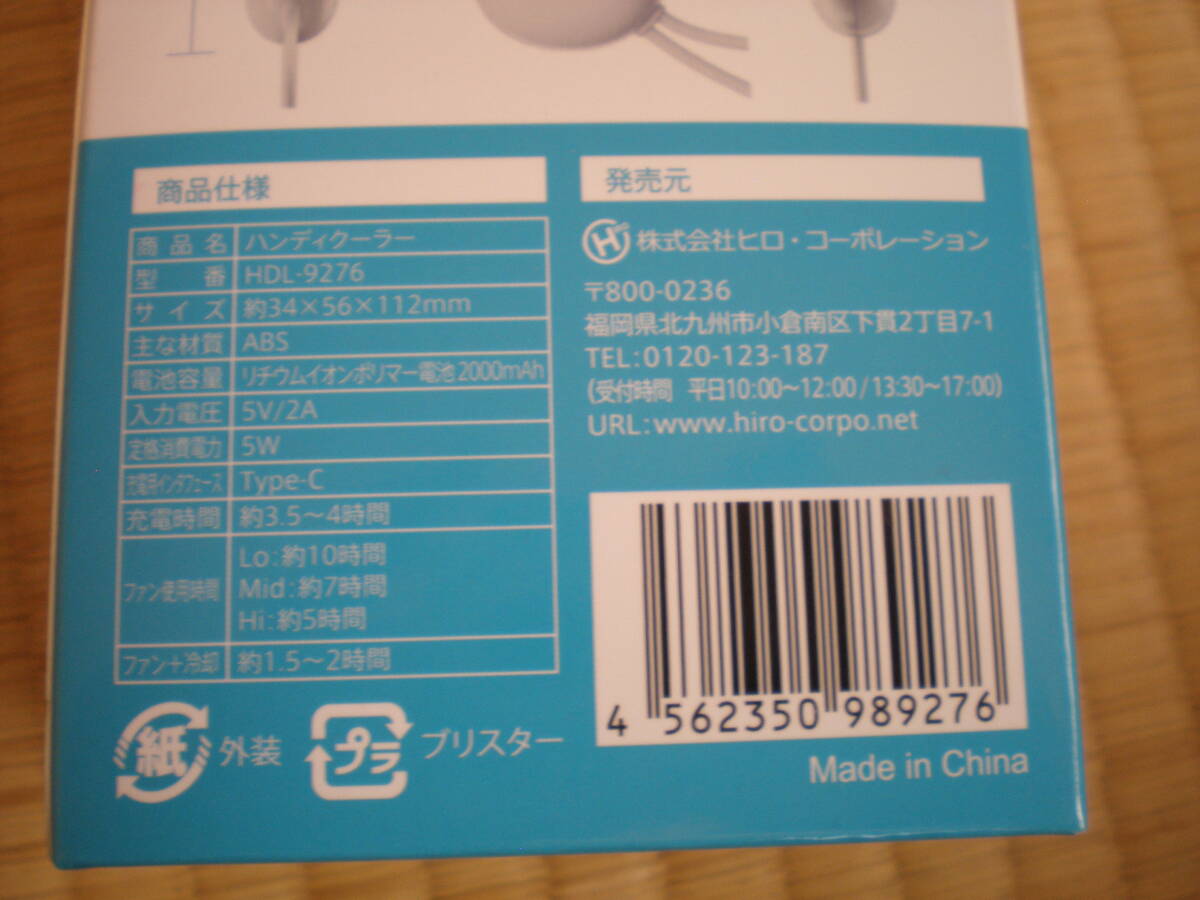 商品仕様
商品名 ハンディクーラー
型番 HDL-9276
サイズ 約34×56×112mm
主な材質 ABS
電池容量 リチウムイオンポリマー電池2000mAh
入力電圧 5V/2A
定格消費電力 5W
充電用インタフェース Type-C
充電時間 約3.5〜4時間
ファン使用時間 Lo:約10時間
Mid:約7時間
Hi:約5時間
ファン+冷却 約1.5〜2時間
紙 外装 プラ ブリスター
発売元
H 株式会社ヒロ・コーポレーション
〒800-0236
福岡県北九州市小倉南区下貫2丁目7-1
TEL:0120-123-187
(受付時間 平日10:00〜12:00/13:30〜17:00)
URL:www.hiro-corpo.net
4 562350 989276
Made in China